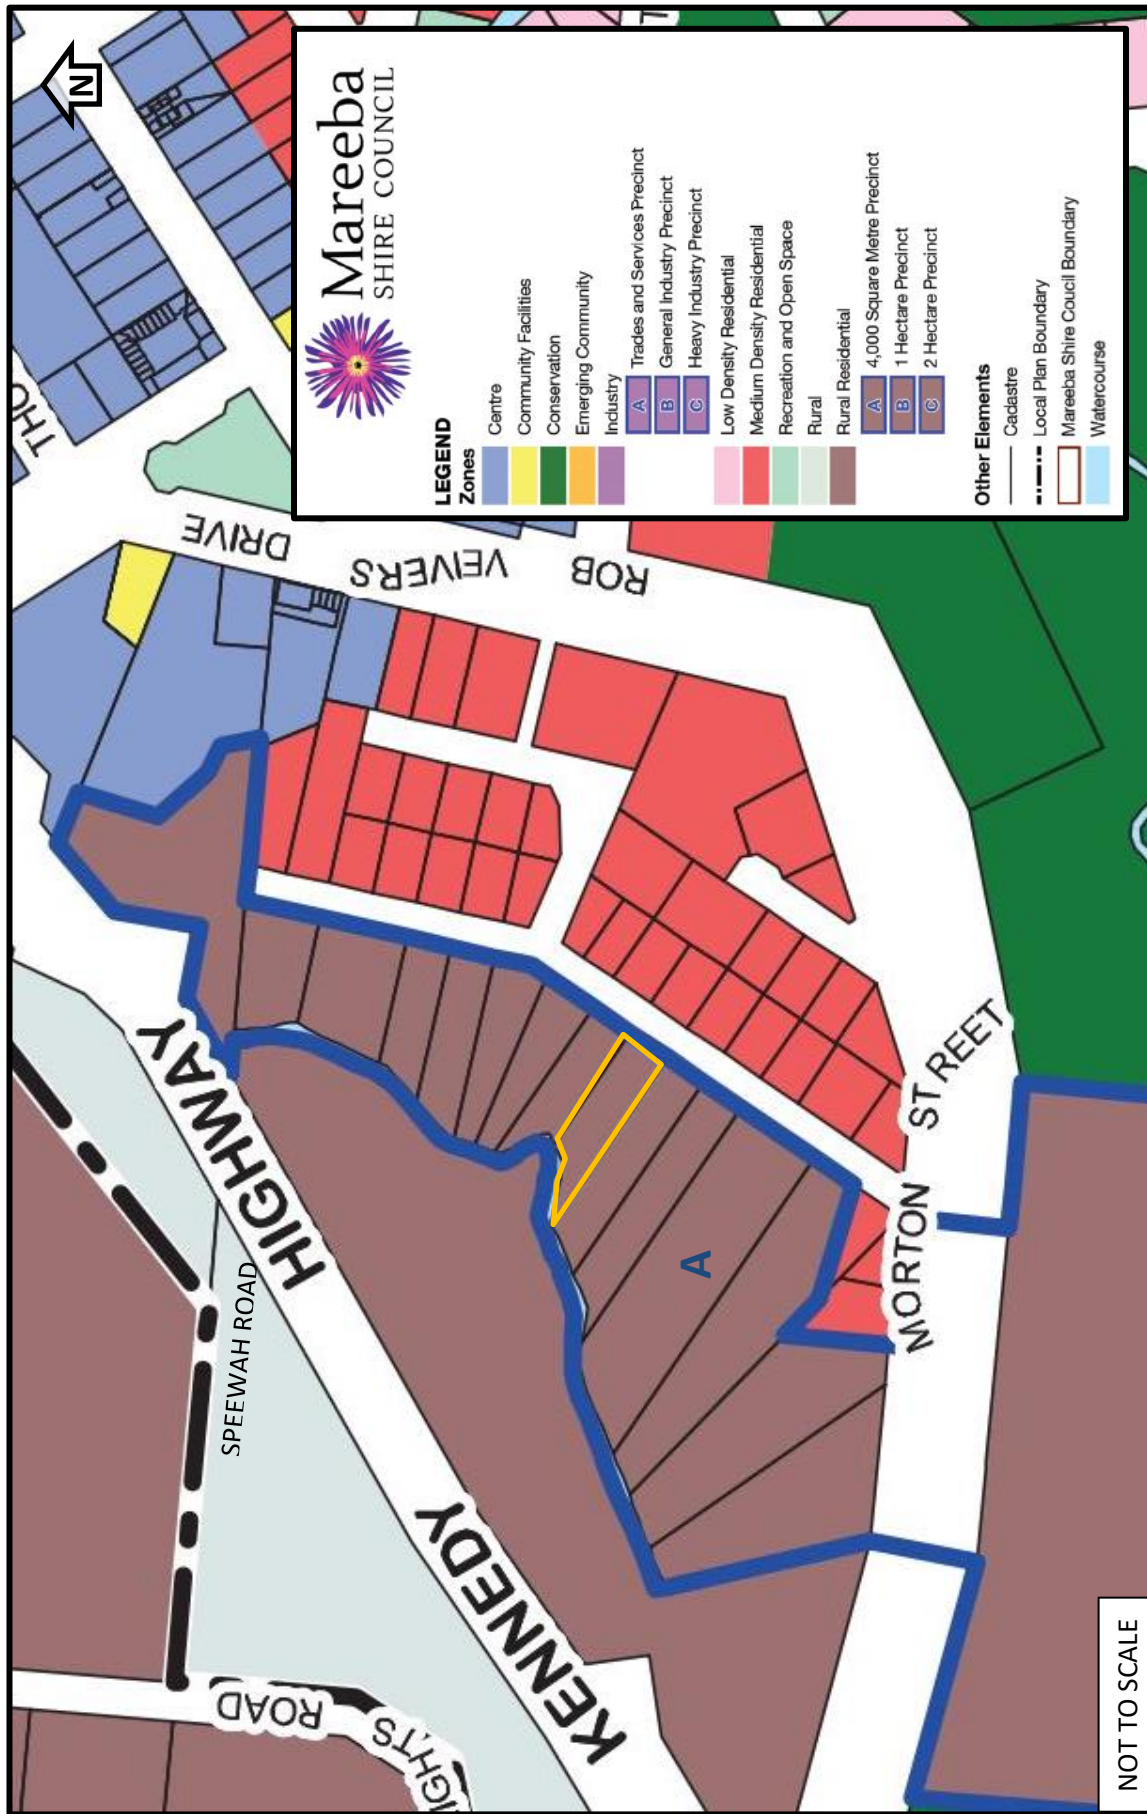 N
THO
Mareeba
SHIRE COUNCIL
LEGEND
Zones
Centre
Community Facilities
Conservation
Emerging Community
Industry
A Trades and Services Precinct
B General Industry Precinct
C Heavy Industry Precinct
Low Density Residential
Medium Density Residential
Recreation and Open Space
Rural
Rural Residential
A 4,000 Square Metre Precinct
B 1 Hectare Precinct
C 2 Hectare Precinct
Other Elements
Cadastre
Local Plan Boundary
Mareeba Shire Coucil Boundary
Watercourse
ROB VEIVERS DRIVE
KENNEDY HIGHWAY
SPEEWAH ROAD
IGHTS ROAD
MORTON STREET
A
T
NOT TO SCALE